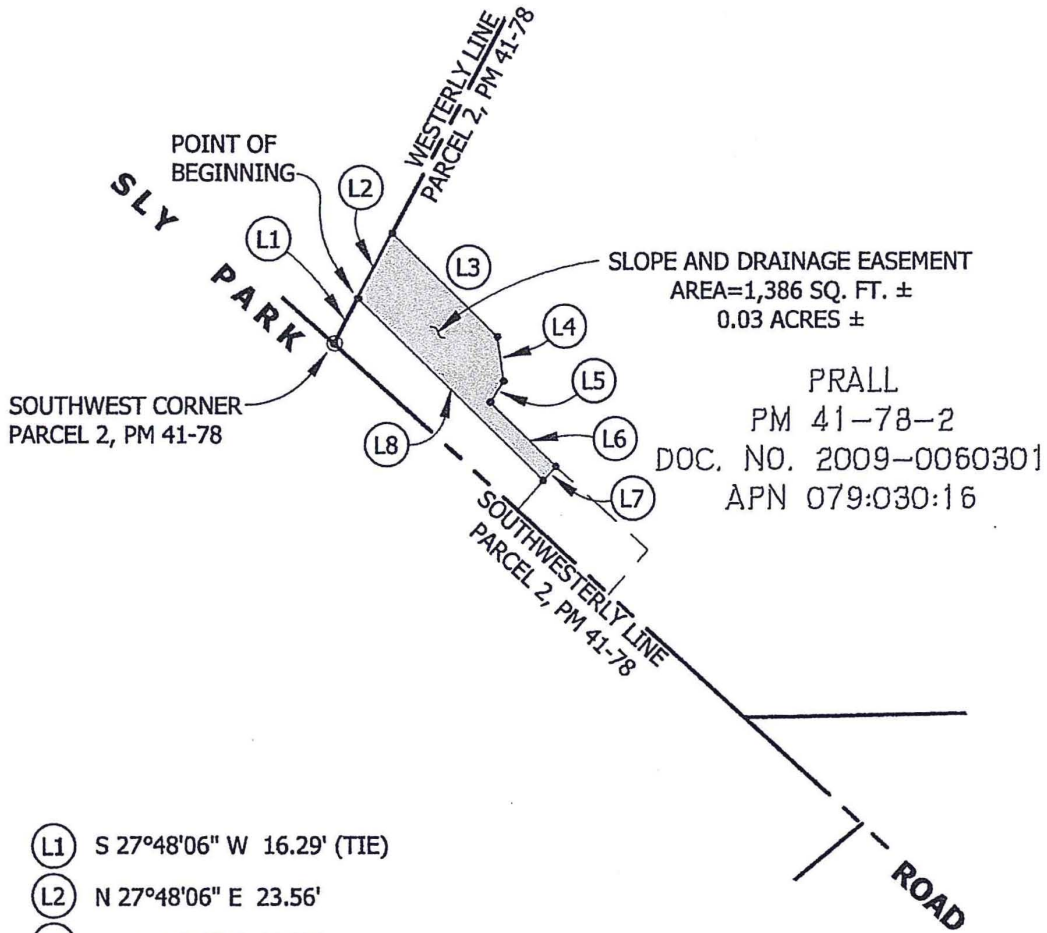 WESTERLY LINE
PARCEL 2, PM 41-78
POINT OF
BEGINNING
L2
L1
SLY PARK
L3
SLOPE AND DRAINAGE EASEMENT
AREA=1,386 SQ. FT. ±
0.03 ACRES ±
L4
L5
PRALL
PM 41-78-2
DOC. NO. 2009-0060301
APN 079:030:16
SOUTHWEST CORNER
PARCEL 2, PM 41-78
L8
L6
L7
SOUTHWESTERLY LINE
PARCEL 2, PM 41-78
ROAD
L1 S 27°48'06" W 16.29' (TIE)
L2 N 27°48'06" E 23.56'